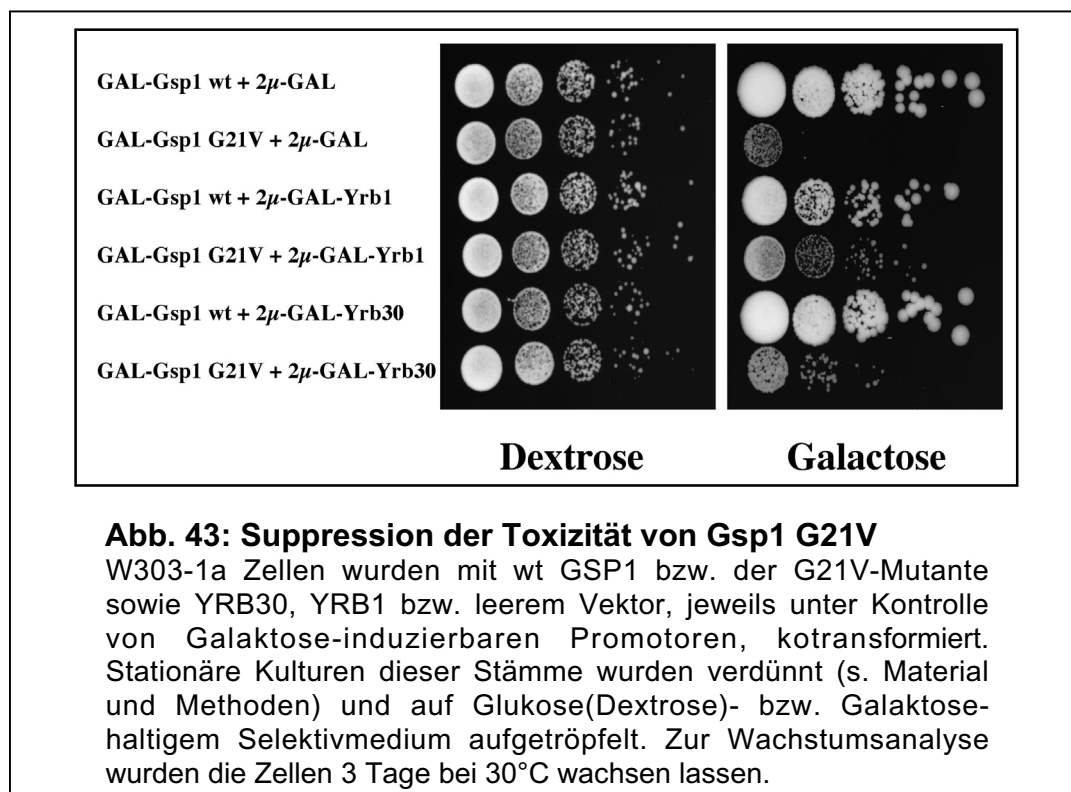 GAL-Gsp1 wt + 2µ-GAL
GAL-Gsp1 G21V + 2µ-GAL
GAL-Gsp1 wt + 2µ-GAL-Yrb1
GAL-Gsp1 G21V + 2µ-GAL-Yrb1
GAL-Gsp1 wt + 2µ-GAL-Yrb30
GAL-Gsp1 G21V + 2µ-GAL-Yrb30
Dextrose
Galactose
Abb. 43: Suppression der Toxizität von Gsp1 G21V
W303-1a Zellen wurden mit wt GSP1 bzw. der G21V-Mutante
sowie YRB30, YRB1 bzw. leerem Vektor, jeweils unter Kontrolle
von Galaktose-induzierbaren Promotoren, kotransformiert.
Stationäre Kulturen dieser Stämme wurden verdünnt (s. Material
und Methoden) und auf Glukose(Dextrose)- bzw. Galaktose-
haltigem Selektivmedium aufgetröpfelt. Zur Wachstumsanalyse
wurden die Zellen 3 Tage bei 30°C wachsen lassen.